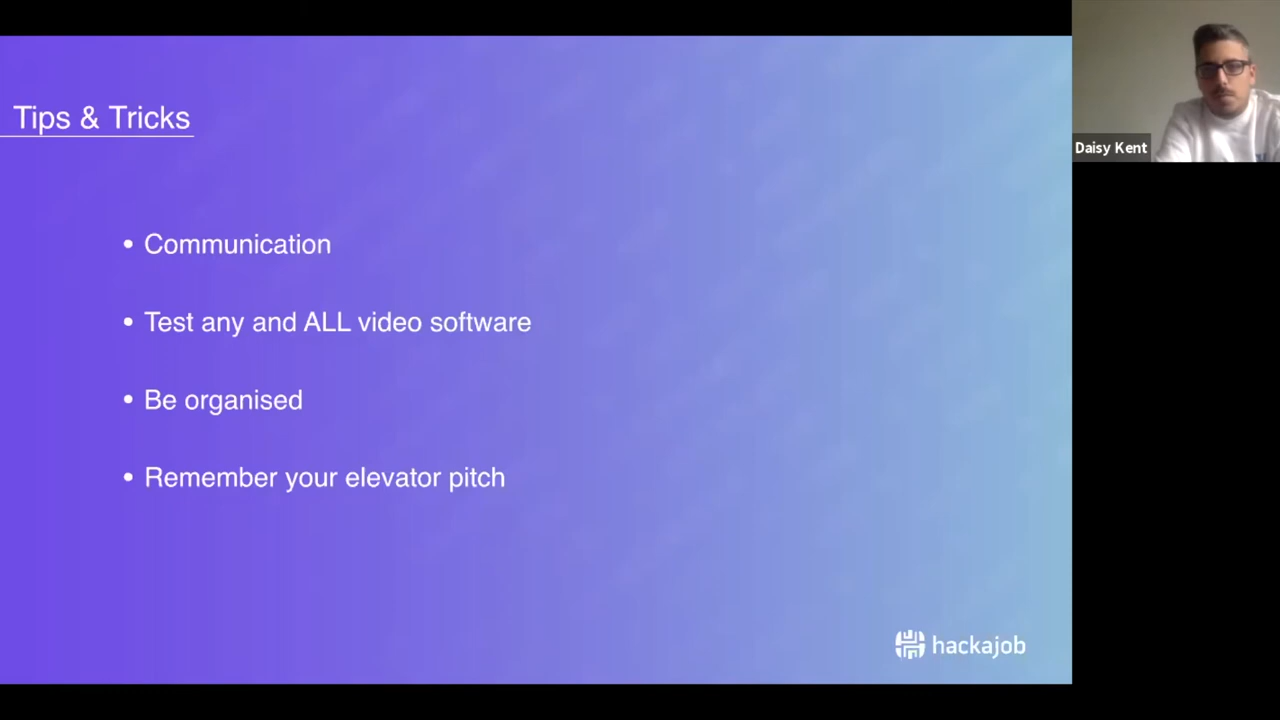 Tips & Tricks
• Communication
• Test any and ALL video software
• Be organised
• Remember your elevator pitch
hackajob
Daisy Kent